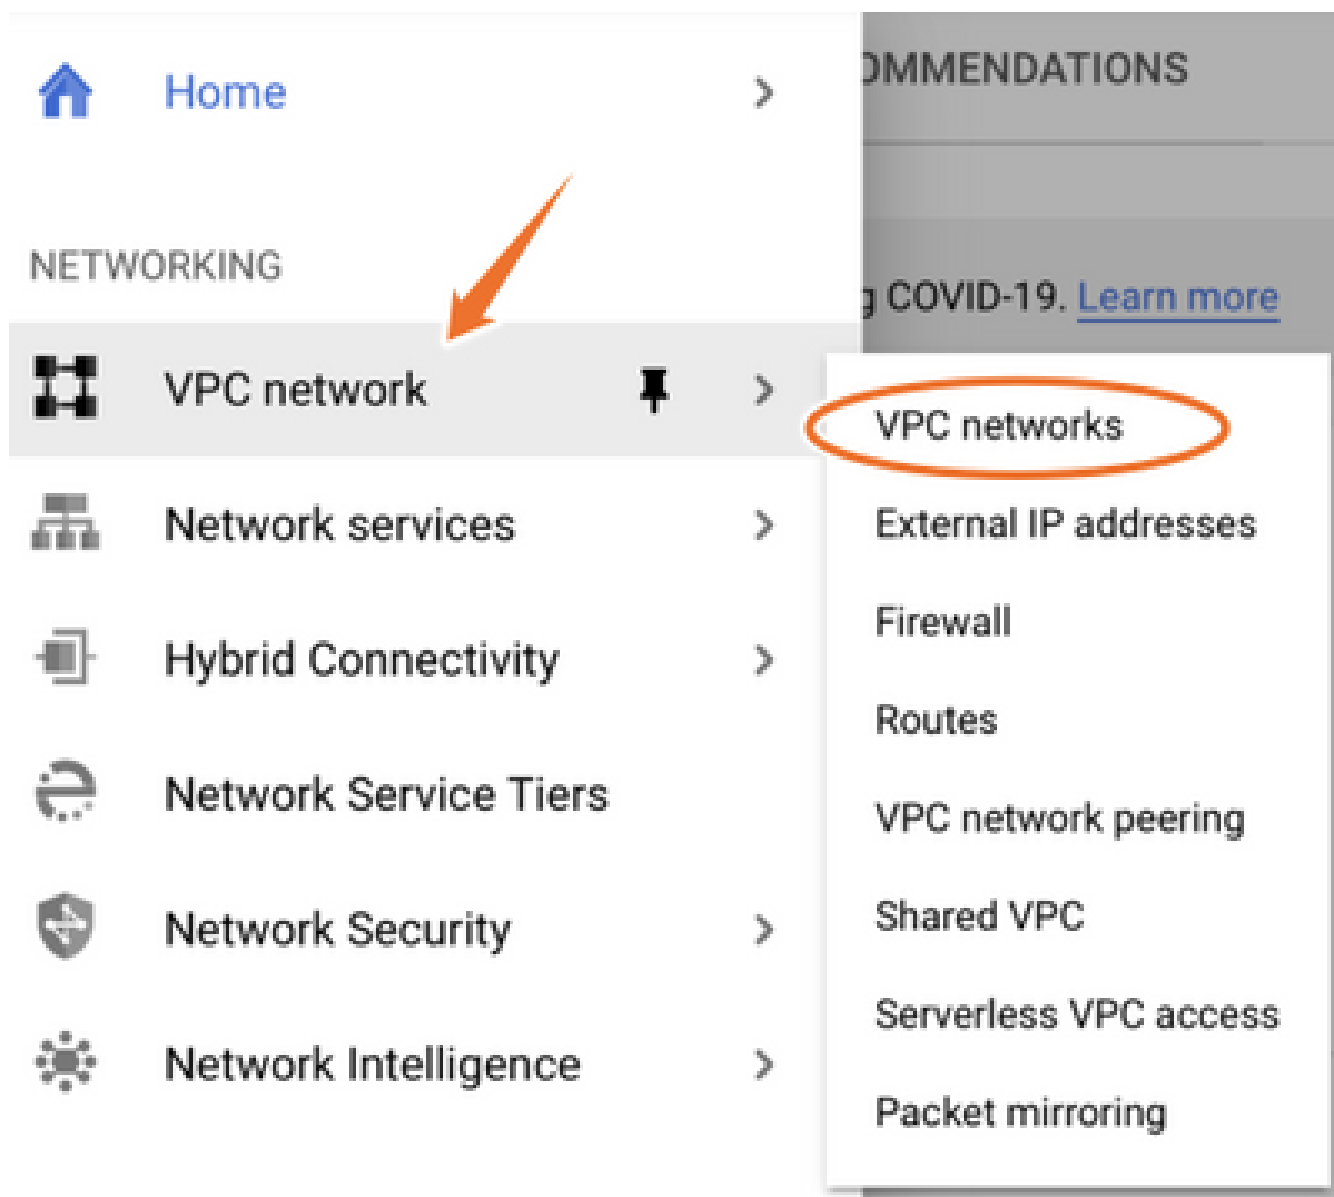 Home
NETWORKING
VPC network
Network services
Hybrid Connectivity
Network Service Tiers
Network Security
Network Intelligence
COVID-19. Learn more
VPC networks
External IP addresses
Firewall
Routes
VPC network peering
Shared VPC
Serverless VPC access
Packet mirroring